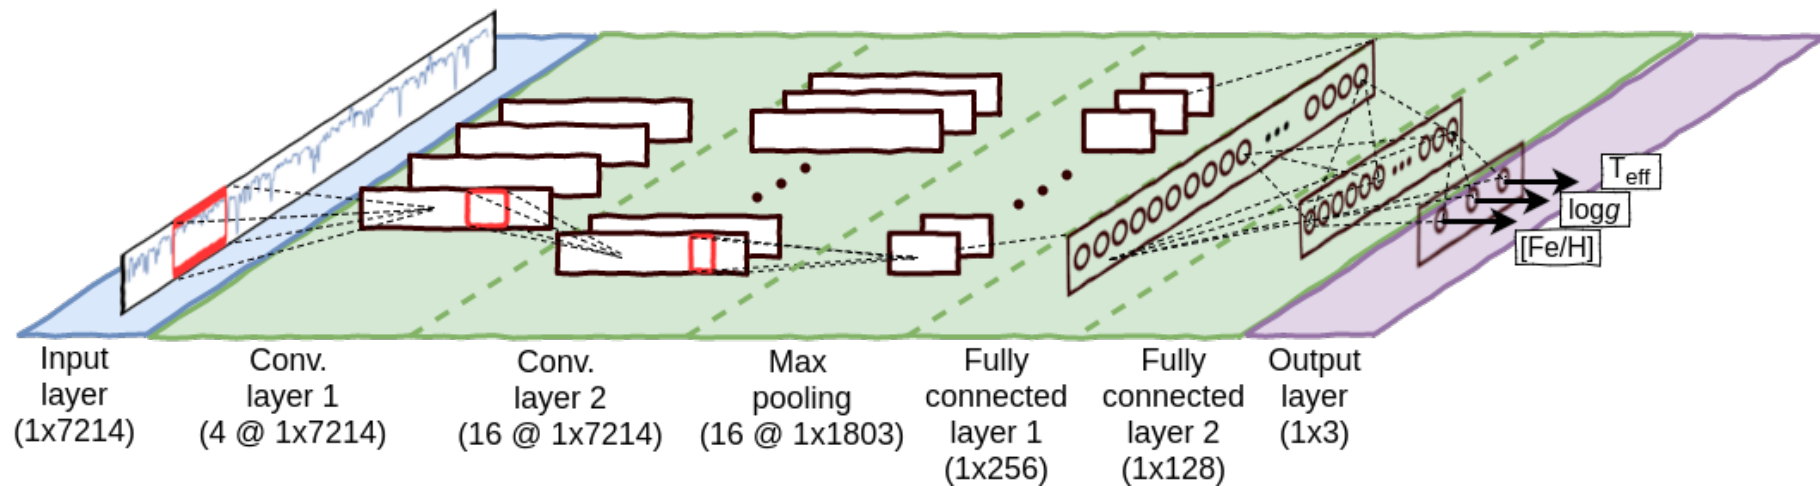 T_eff
logg
[Fe/H]
Input
layer
(1x7214)
Conv.
layer 1
(4 @ 1x7214)
Conv.
layer 2
(16 @ 1x7214)
Max
pooling
(16 @ 1x1803)
Fully
connected
layer 1
(1x256)
Fully
connected
layer 2
(1x128)
Output
layer
(1x3)